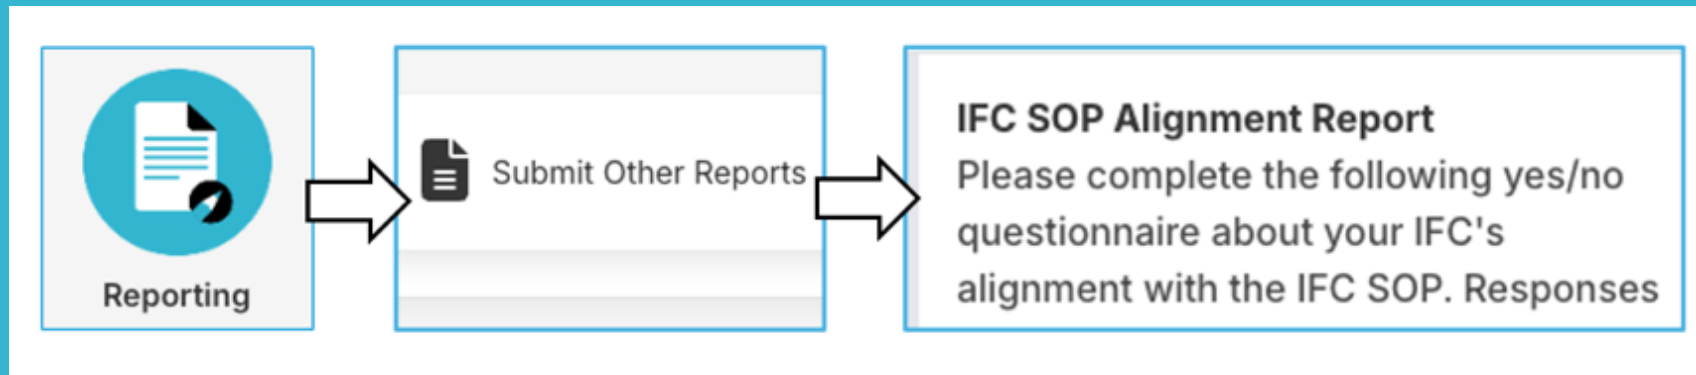 Reporting
Submit Other Reports
IFC SOP Alignment Report
Please complete the following yes/no
questionnaire about your IFC's
alignment with the IFC SOP. Responses